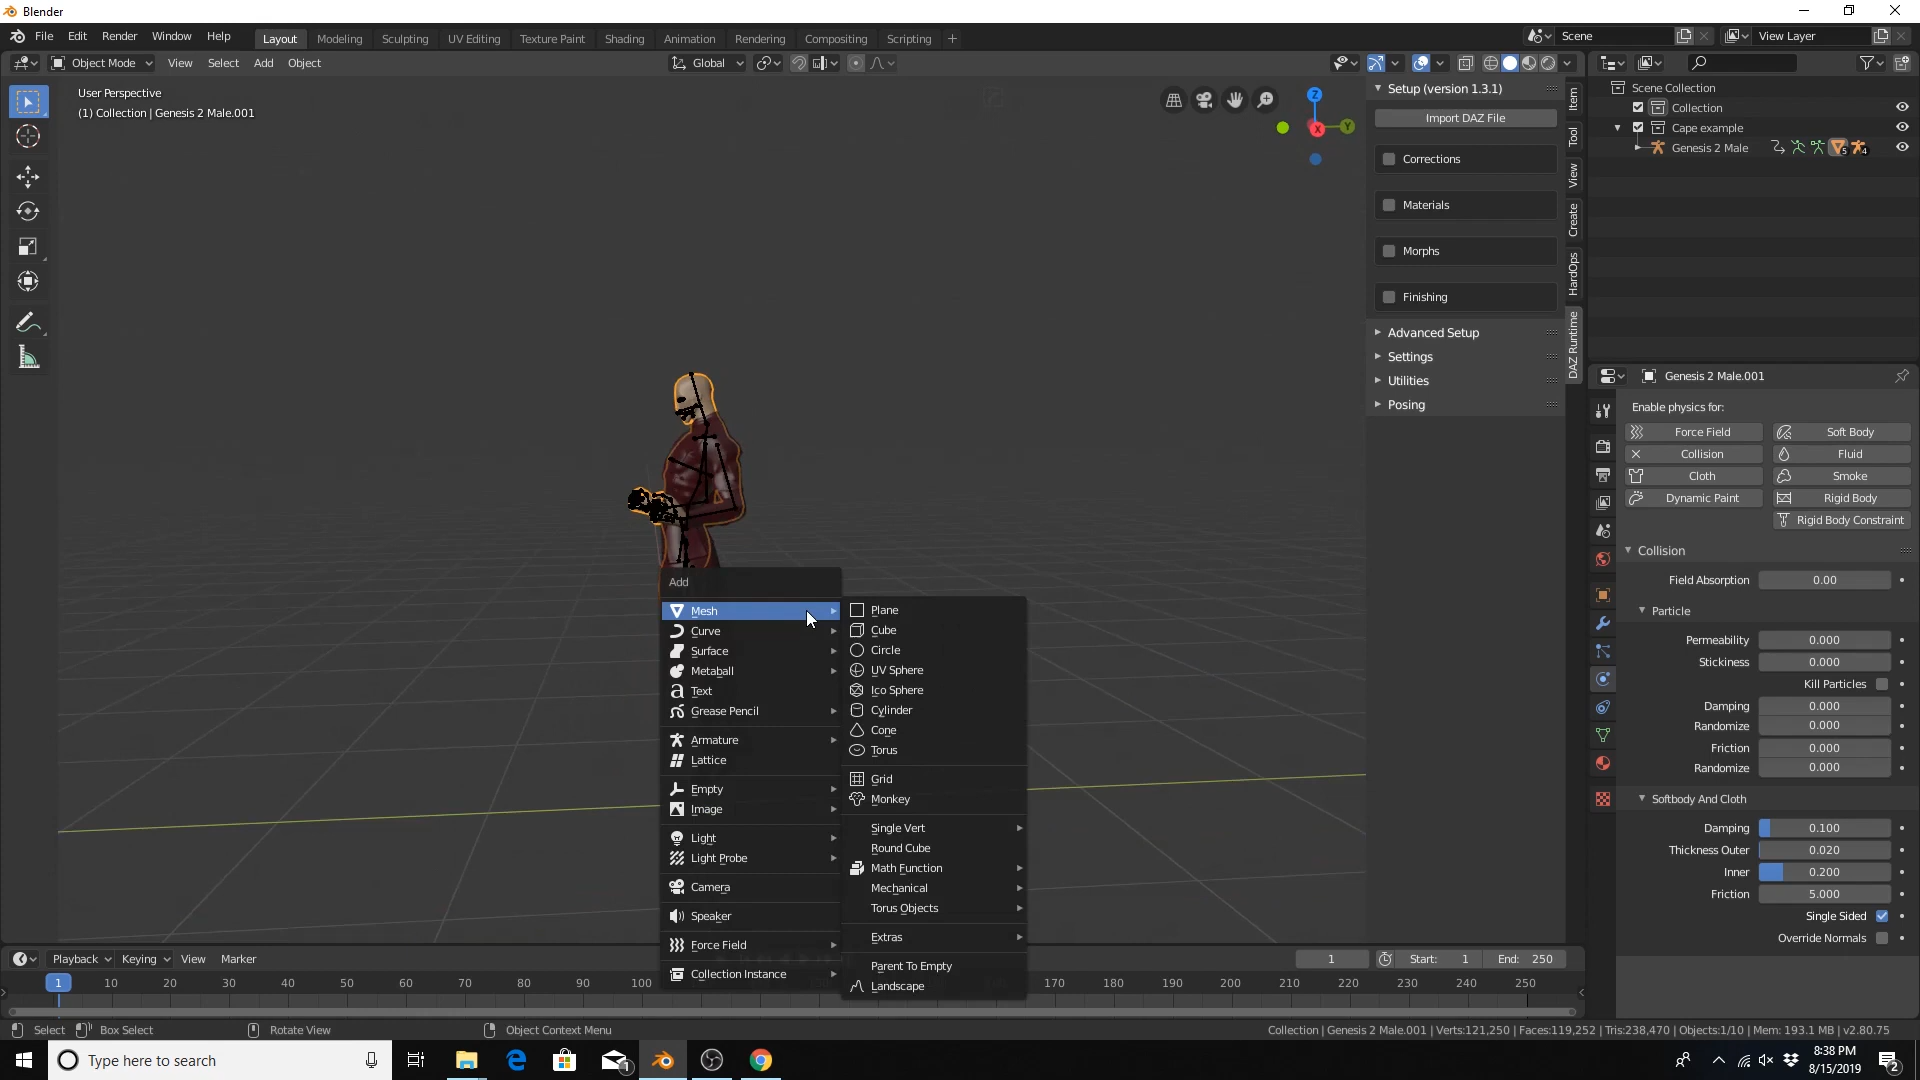 Blender
File Edit Render Window Help
Layout Modeling Sculpting UV Editing Texture Paint Shading Animation Rendering Compositing Scripting +
Scene
View Layer
Object Mode View Select Add Object
Global
User Perspective
(1) Collection | Genesis 2 Male.001
Z
X
Y
Setup (version 1.3.1)
Import DAZ File
Corrections
Materials
Morphs
Finishing
Advanced Setup
Settings
Utilities
Posing
Item
Tool
View
Create
HardOps
DAZ Runtime
Scene Collection
Collection
Cape example
Genesis 2 Male
5
4
Genesis 2 Male.001
Enable physics for:
Force Field Soft Body
Collision Fluid
Cloth Smoke
Dynamic Paint Rigid Body
Rigid Body Constraint
Collision
Field Absorption 0.00
Particle
Permeability 0.000
Stickiness 0.000
Kill Particles
Damping 0.000
Randomize 0.000
Friction 0.000
Randomize 0.000
Softbody And Cloth
Damping 0.100
Thickness Outer 0.020
Inner 0.200
Friction 5.000
Single Sided
Override Normals
Add
Mesh
Curve
Surface
Metaball
Text
Grease Pencil
Armature
Lattice
Empty
Image
Light
Light Probe
Camera
Speaker
Force Field
Collection Instance
Plane
Cube
Circle
UV Sphere
Ico Sphere
Cylinder
Cone
Torus
Grid
Monkey
Single Vert
Round Cube
Math Function
Mechanical
Torus Objects
Extras
Parent To Empty
Landscape
Playback Keying View Marker
1 Start: 1 End: 250
1 10 20 30 40 50 60 70 80 90 100 170 180 190 200 210 220 230 240 250
Select Box Select Rotate View Object Context Menu
Collection | Genesis 2 Male.001 | Verts:121,250 | Faces:119,252 | Tris:238,470 | Objects:1/10 | Mem: 193.1 MB | v2.80.75
Type here to search
1
8:38 PM
8/15/2019
2